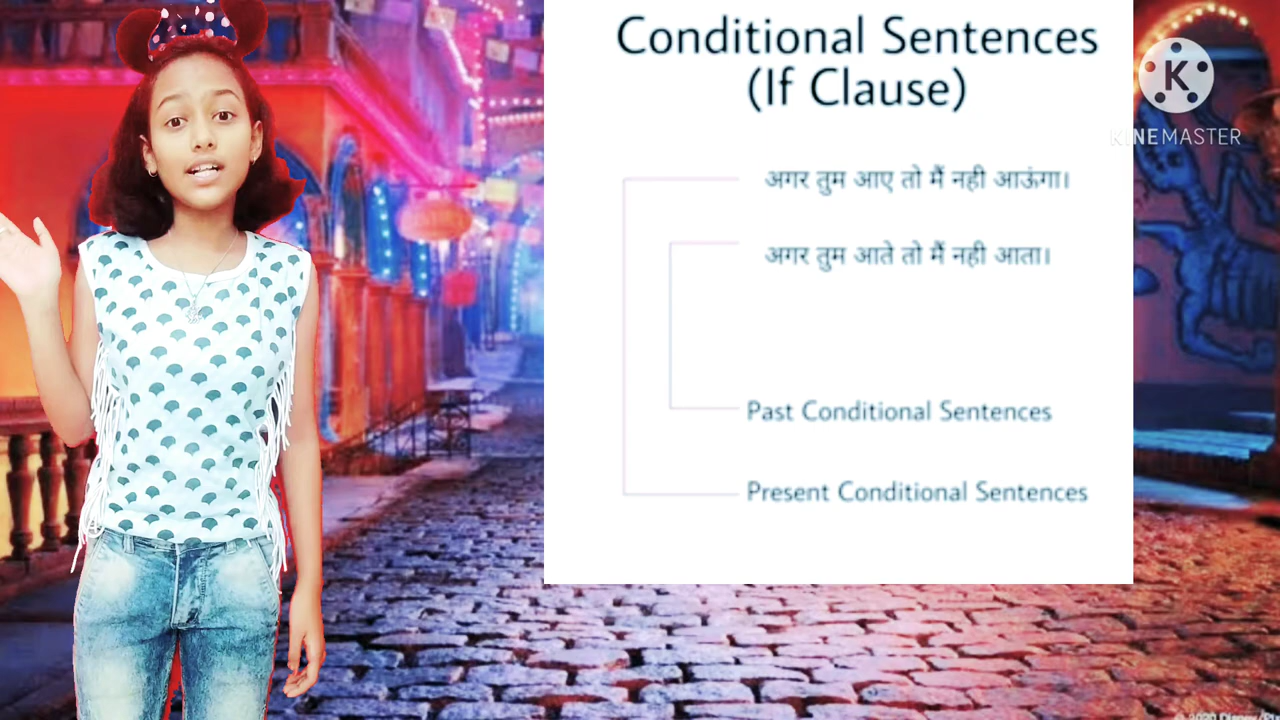 Conditional Sentences
(If Clause)
K
KINEMASTER
अगर तुम आए तो मैं नही आऊंगा।
अगर तुम आते तो मैं नही आता।
Past Conditional Sentences
Present Conditional Sentences